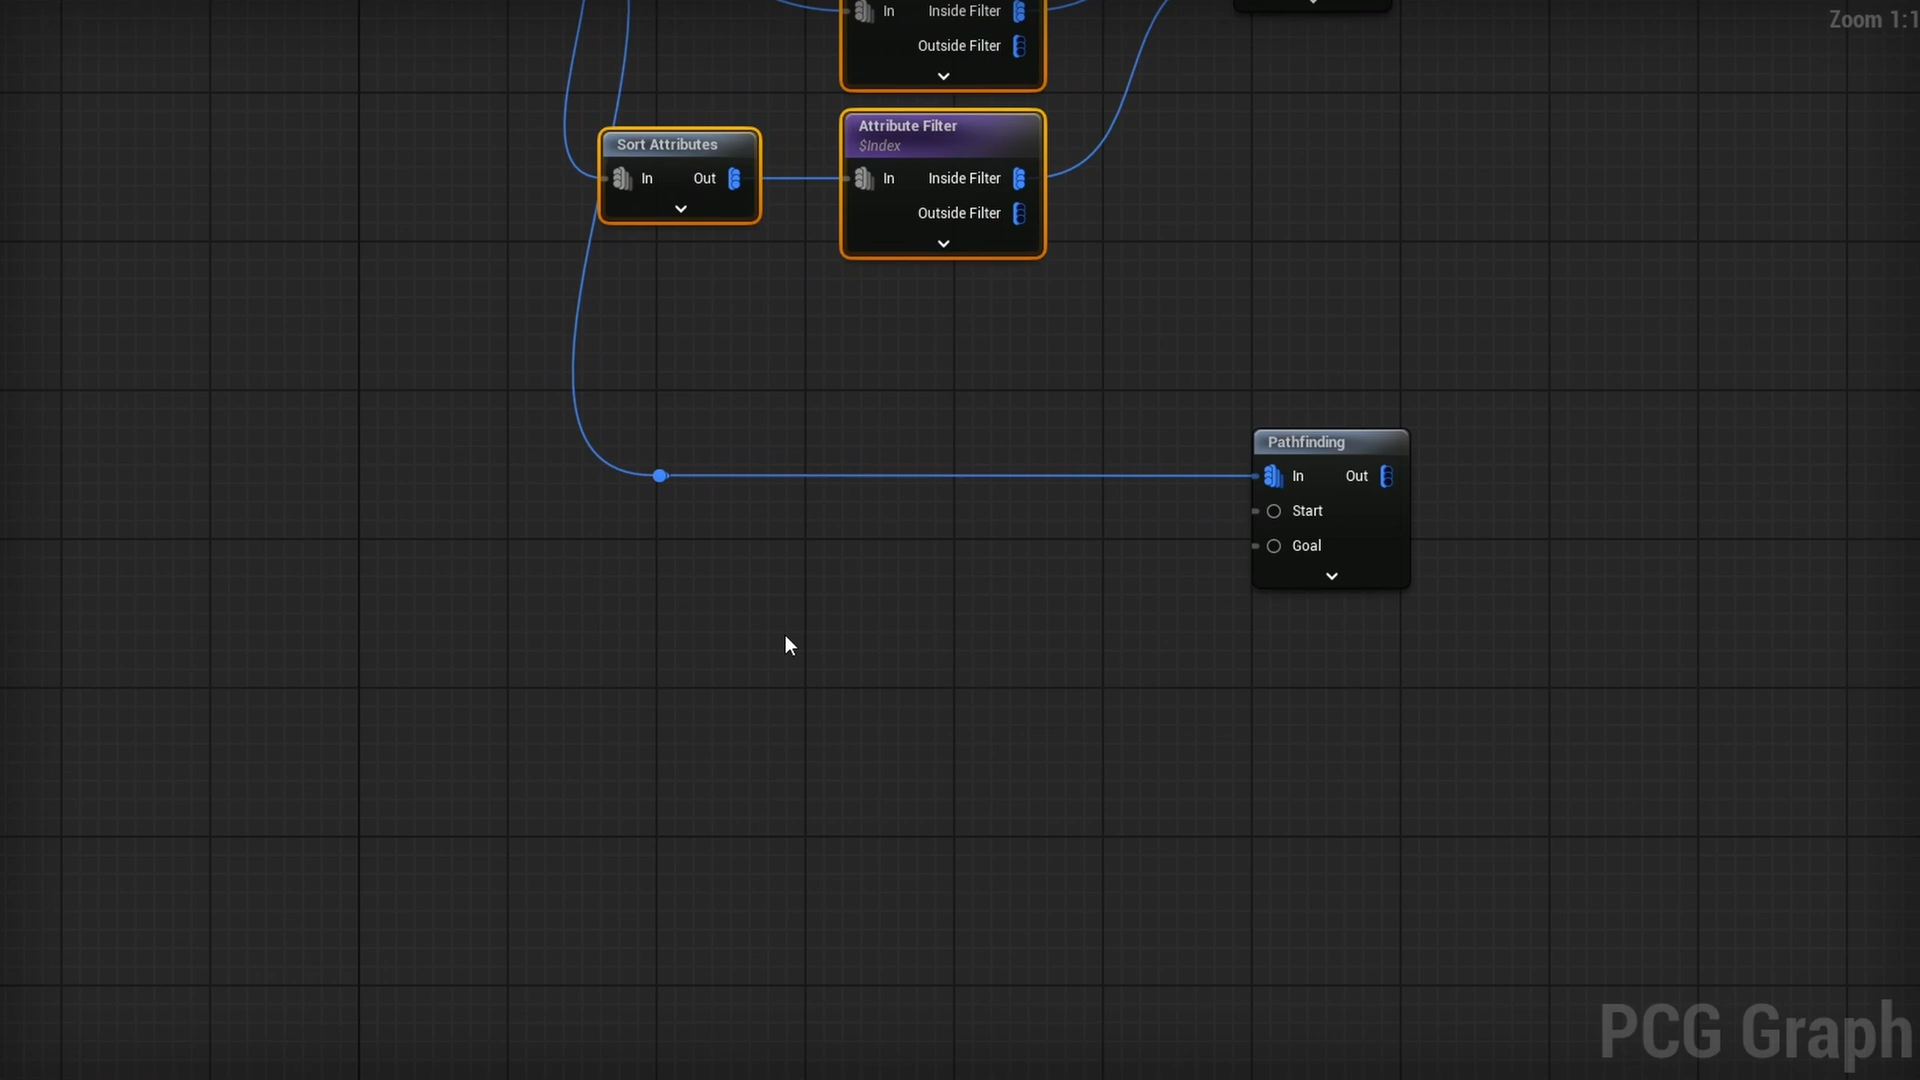 Zoom 1:1
In Inside Filter
Outside Filter
Attribute Filter
$Index
Sort Attributes
In Out
In Inside Filter
Outside Filter
Pathfinding
In Out
Start
Goal
PCG Graph